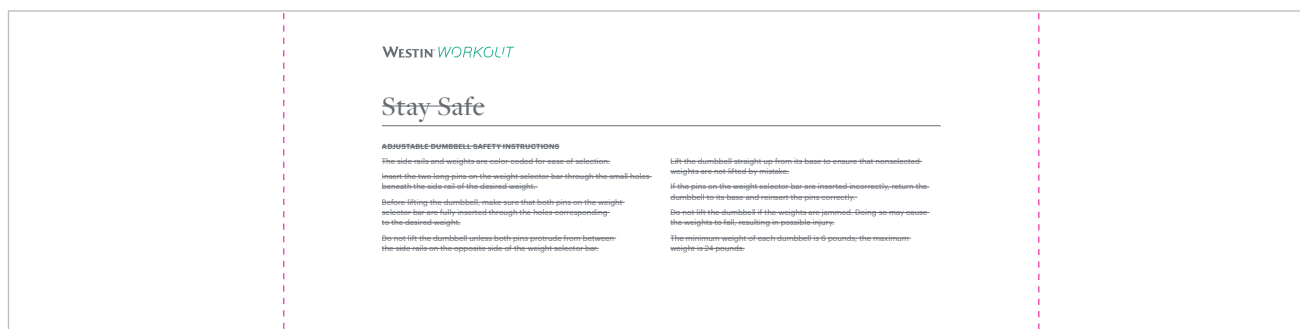 WESTIN WORKOUT
Stay Safe
ADJUSTABLE DUMBBELL SAFETY INSTRUCTIONS
The side rails and weights are color coded for ease of selection.
Insert the two long pins on the weight selector bar through the small holes
beneath the side rail of the desired weight.
Before lifting the dumbbell, make sure that both pins on the weight
selector bar are fully inserted through the holes corresponding
to the desired weight.
Do not lift the dumbbell unless both pins protrude from between
the side rails on the opposite side of the weight selector bar.
Lift the dumbbell straight up from its base to ensure that nonselected
weights are not lifted by mistake.
If the pins on the weight selector bar are inserted incorrectly, return the
dumbbell to its base and reinsert the pins correctly.
Do not lift the dumbbell if the weights are jammed. Doing so may cause
the weights to fall, resulting in possible injury.
The minimum weight of each dumbbell is 6 pounds; the maximum
weight is 24 pounds.